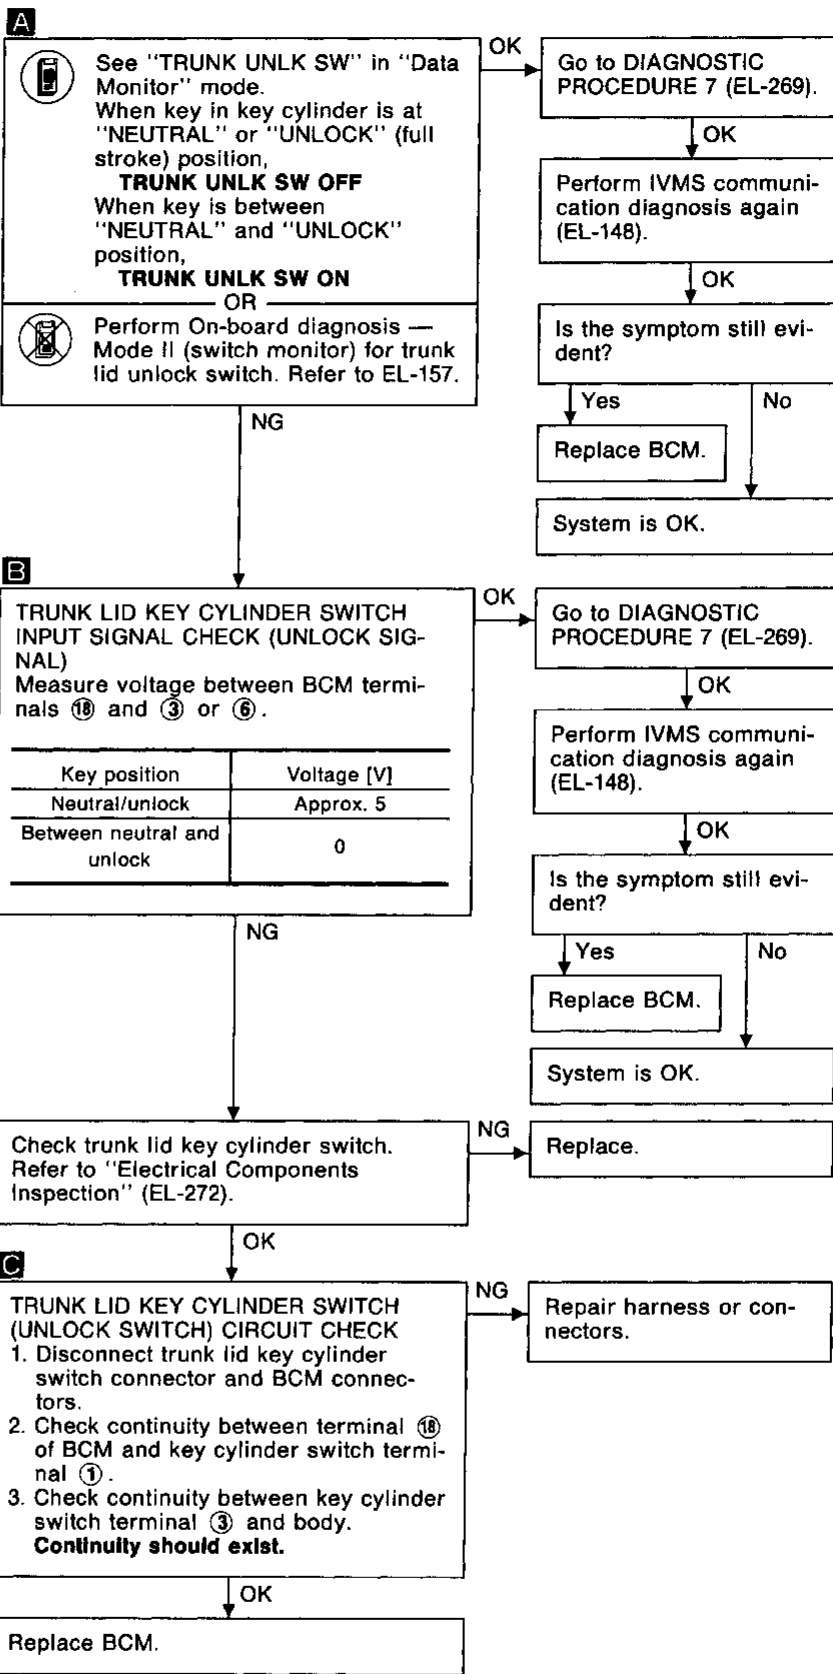 A
See "TRUNK UNLK SW" in "Data
Monitor" mode.
When key in key cylinder is at
"NEUTRAL" or "UNLOCK" (full
stroke) position,
TRUNK UNLK SW OFF
When key is between
"NEUTRAL" and "UNLOCK"
position,
TRUNK UNLK SW ON
OR
Perform On-board diagnosis —
Mode II (switch monitor) for trunk
lid unlock switch. Refer to EL-157.
OK
Go to DIAGNOSTIC
PROCEDURE 7 (EL-269).
OK
Perform IVMS communi-
cation diagnosis again
(EL-148).
OK
Is the symptom still evi-
dent?
Yes
No
Replace BCM.
System is OK.
NG
B
TRUNK LID KEY CYLINDER SWITCH
INPUT SIGNAL CHECK (UNLOCK SIG-
NAL)
Measure voltage between BCM termi-
nals ⑱ and ③ or ⑥.
Key position Voltage [V]
Neutral/unlock Approx. 5
Between neutral and
unlock 0
OK
Go to DIAGNOSTIC
PROCEDURE 7 (EL-269).
OK
Perform IVMS communi-
cation diagnosis again
(EL-148).
OK
Is the symptom still evi-
dent?
Yes
No
Replace BCM.
System is OK.
NG
Check trunk lid key cylinder switch.
Refer to "Electrical Components
Inspection" (EL-272).
NG
Replace.
OK
C
TRUNK LID KEY CYLINDER SWITCH
(UNLOCK SWITCH) CIRCUIT CHECK
1. Disconnect trunk lid key cylinder
switch connector and BCM connec-
tors.
2. Check continuity between terminal ⑱
of BCM and key cylinder switch termi-
nal ①.
3. Check continuity between key cylinder
switch terminal ③ and body.
Continuity should exist.
NG
Repair harness or con-
nectors.
OK
Replace BCM.